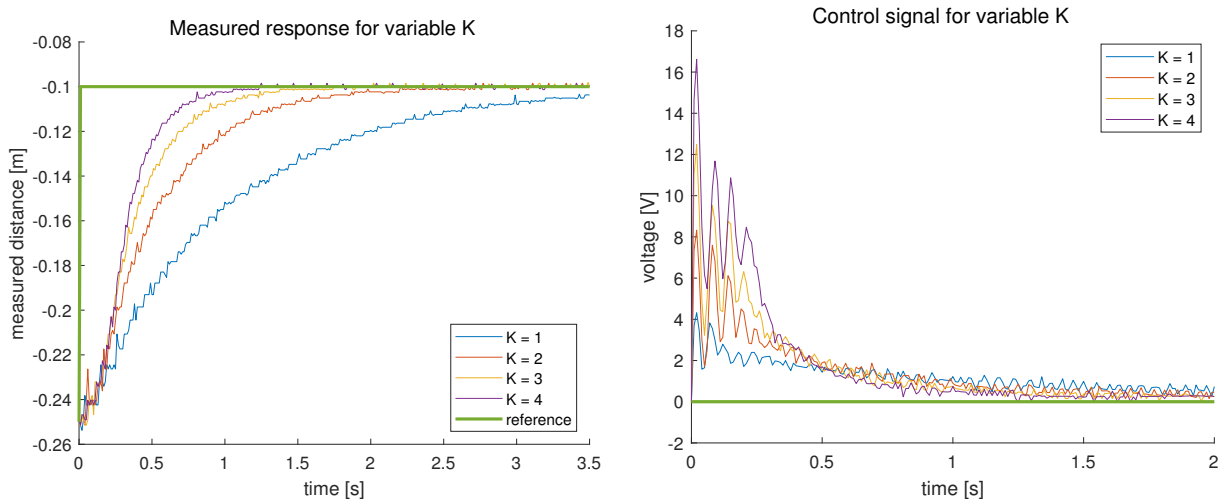 Measured response for variable K
-0.08
-0.1
-0.12
-0.14
-0.16
-0.18
-0.2
-0.22
-0.24
-0.26
measured distance [m]
0
0.5
1
1.5
2
2.5
3
3.5
time [s]
K = 1
K = 2
K = 3
K = 4
reference
Control signal for variable K
18
16
14
12
10
8
6
4
2
0
-2
voltage [V]
0
0.5
1
1.5
2
time [s]
K = 1
K = 2
K = 3
K = 4